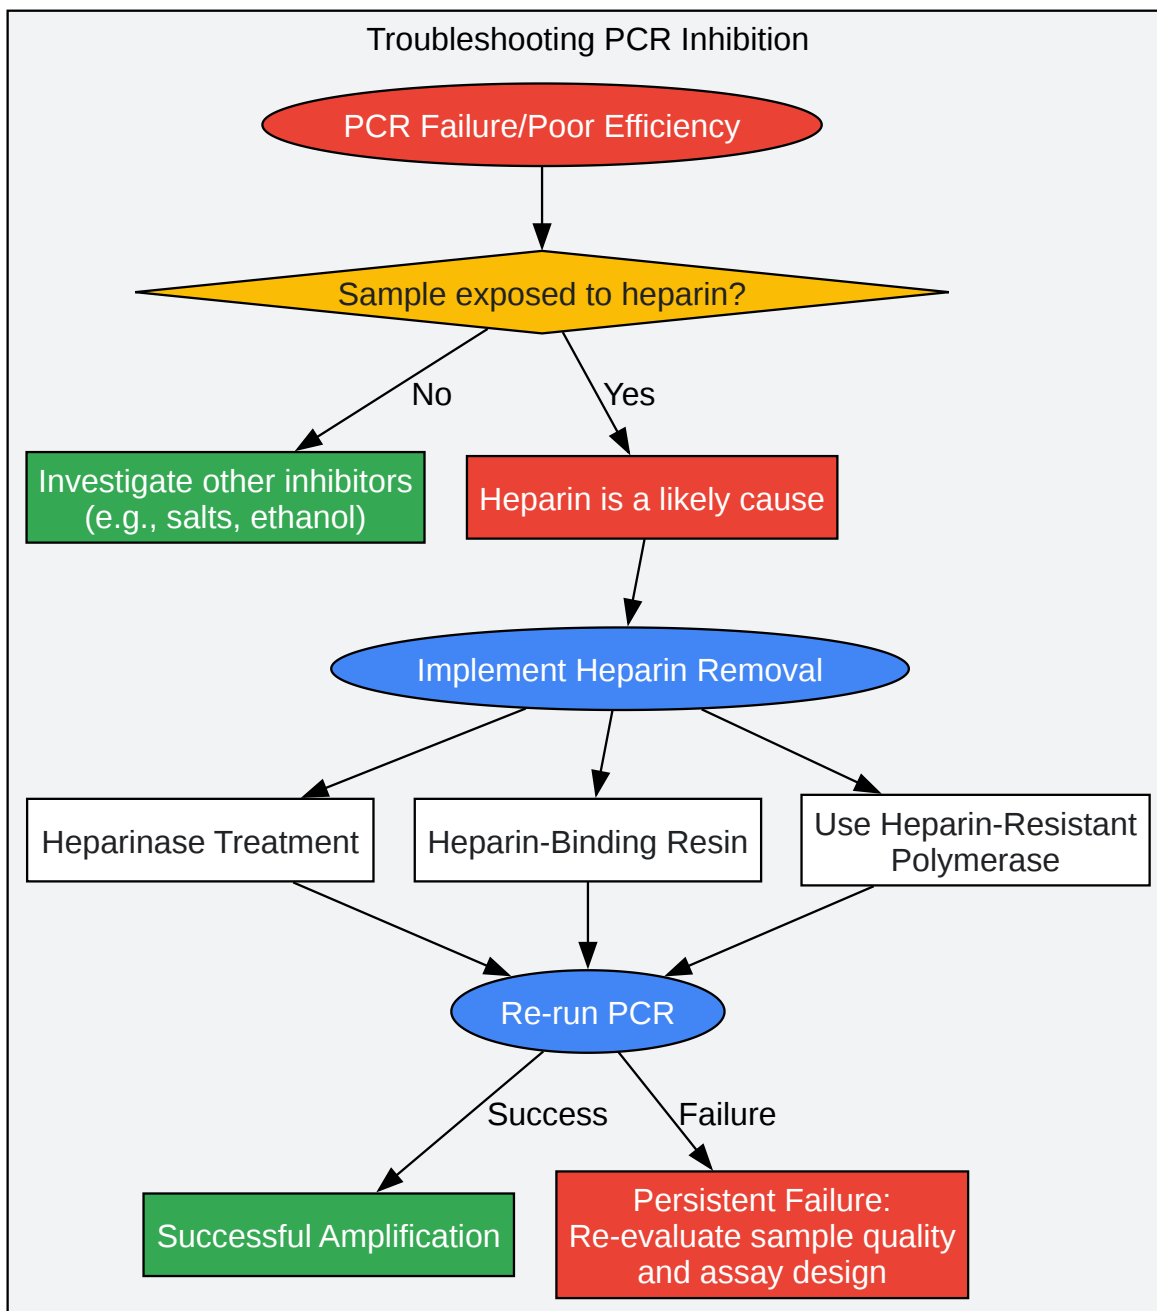 Troubleshooting PCR Inhibition
PCR Failure/Poor Efficiency
Sample exposed to heparin?
No
Yes
Investigate other inhibitors
(e.g., salts, ethanol)
Heparin is a likely cause
Implement Heparin Removal
Heparinase Treatment
Heparin-Binding Resin
Use Heparin-Resistant
Polymerase
Re-run PCR
Success
Failure
Successful Amplification
Persistent Failure:
Re-evaluate sample quality
and assay design